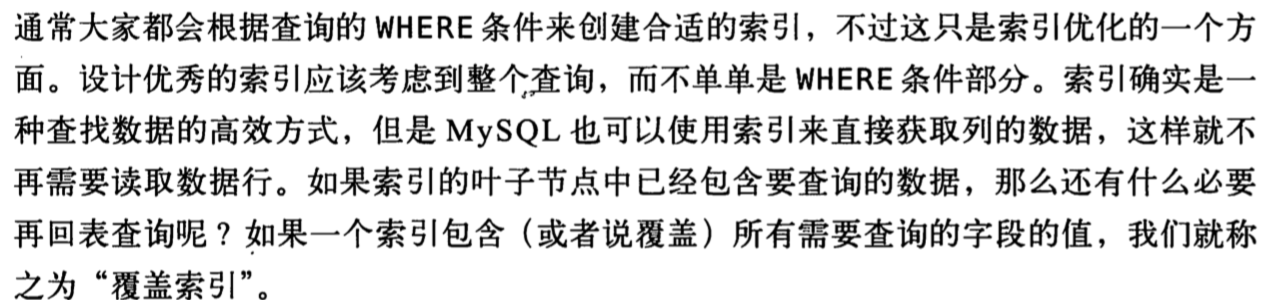 通常大家都会根据查询的 WHERE 条件来创建合适的索引，不过这只是索引优化的一个方
面。设计优秀的索引应该考虑到整个查询，而不单单是 WHERE 条件部分。索引确实是一
种查找数据的高效方式，但是 MySQL 也可以使用索引来直接获取列的数据，这样就不
再需要读取数据行。如果索引的叶子节点中已经包含要查询的数据，那么还有什么必要
再回表查询呢？如果一个索引包含（或者说覆盖）所有需要查询的字段的值，我们就称
之为“覆盖索引”。